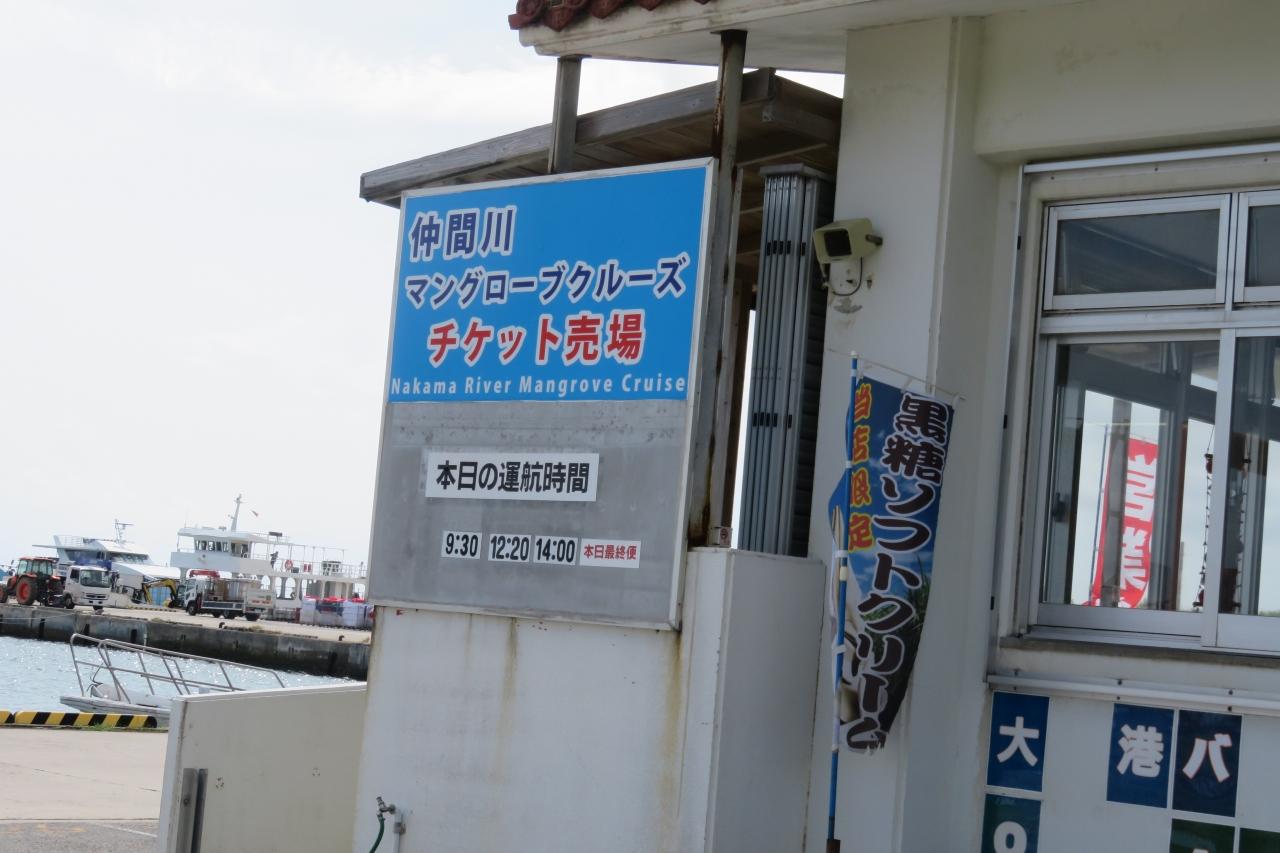 仲間川
マングローブクルーズ
チケット売場
Nakama River Mangrove Cruise
本日の運航時間
9:30 12:20 14:00 本日最終便
当店限定
黒糖ソフトクリーム
営業
大 港バ